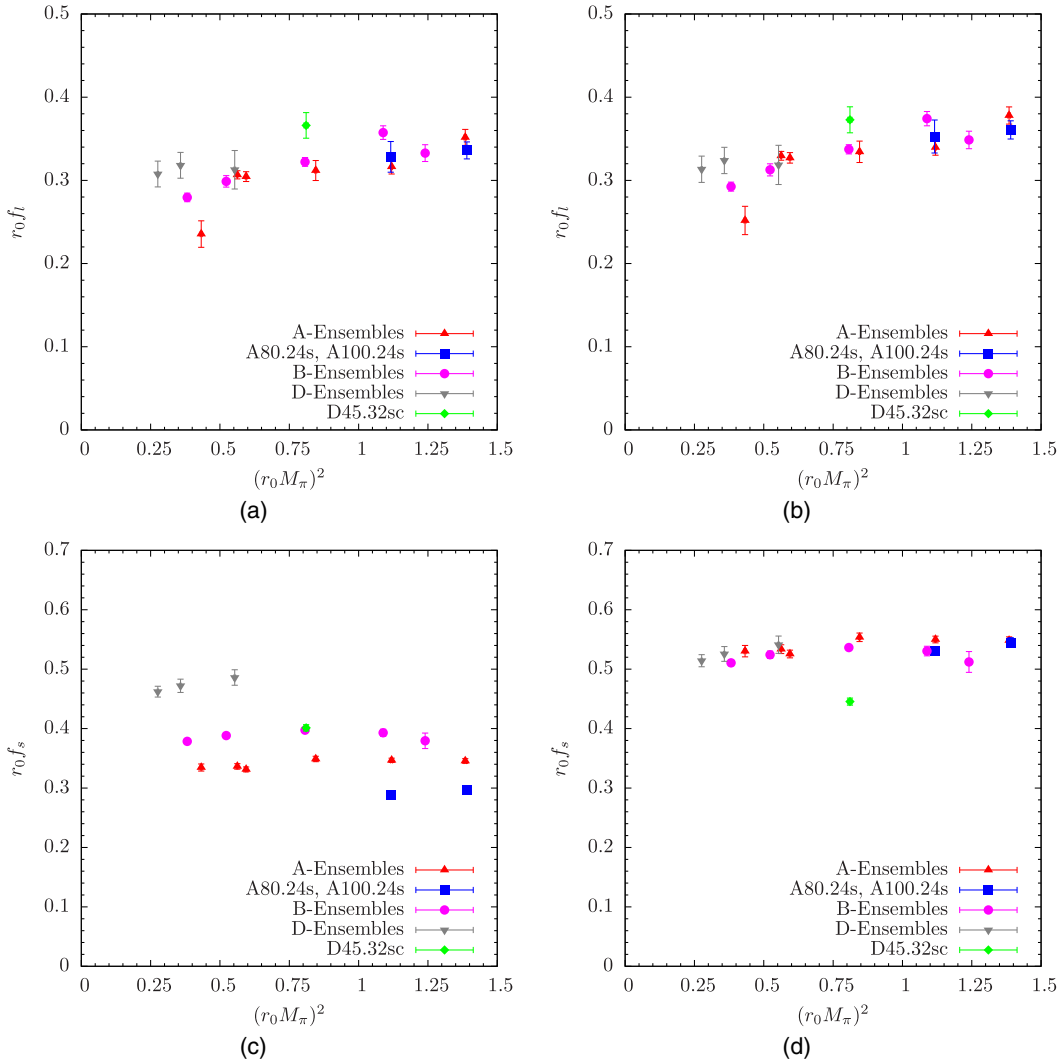 0.5
0.4
0.3
0.2
0.1
0
r₀fₗ
A-Ensembles
A80.24s, A100.24s
B-Ensembles
D-Ensembles
D45.32sc
0 0.25 0.5 0.75 1 1.25 1.5
(r₀M_π)²
(a)
0.5
0.4
0.3
0.2
0.1
0
r₀fₗ
A-Ensembles
A80.24s, A100.24s
B-Ensembles
D-Ensembles
D45.32sc
0 0.25 0.5 0.75 1 1.25 1.5
(r₀M_π)²
(b)
0.7
0.6
0.5
0.4
0.3
0.2
0.1
0
r₀fₛ
A-Ensembles
A80.24s, A100.24s
B-Ensembles
D-Ensembles
D45.32sc
0 0.25 0.5 0.75 1 1.25 1.5
(r₀M_π)²
(c)
0.7
0.6
0.5
0.4
0.3
0.2
0.1
0
r₀fₛ
A-Ensembles
A80.24s, A100.24s
B-Ensembles
D-Ensembles
D45.32sc
0 0.25 0.5 0.75 1 1.25 1.5
(r₀M_π)²
(d)